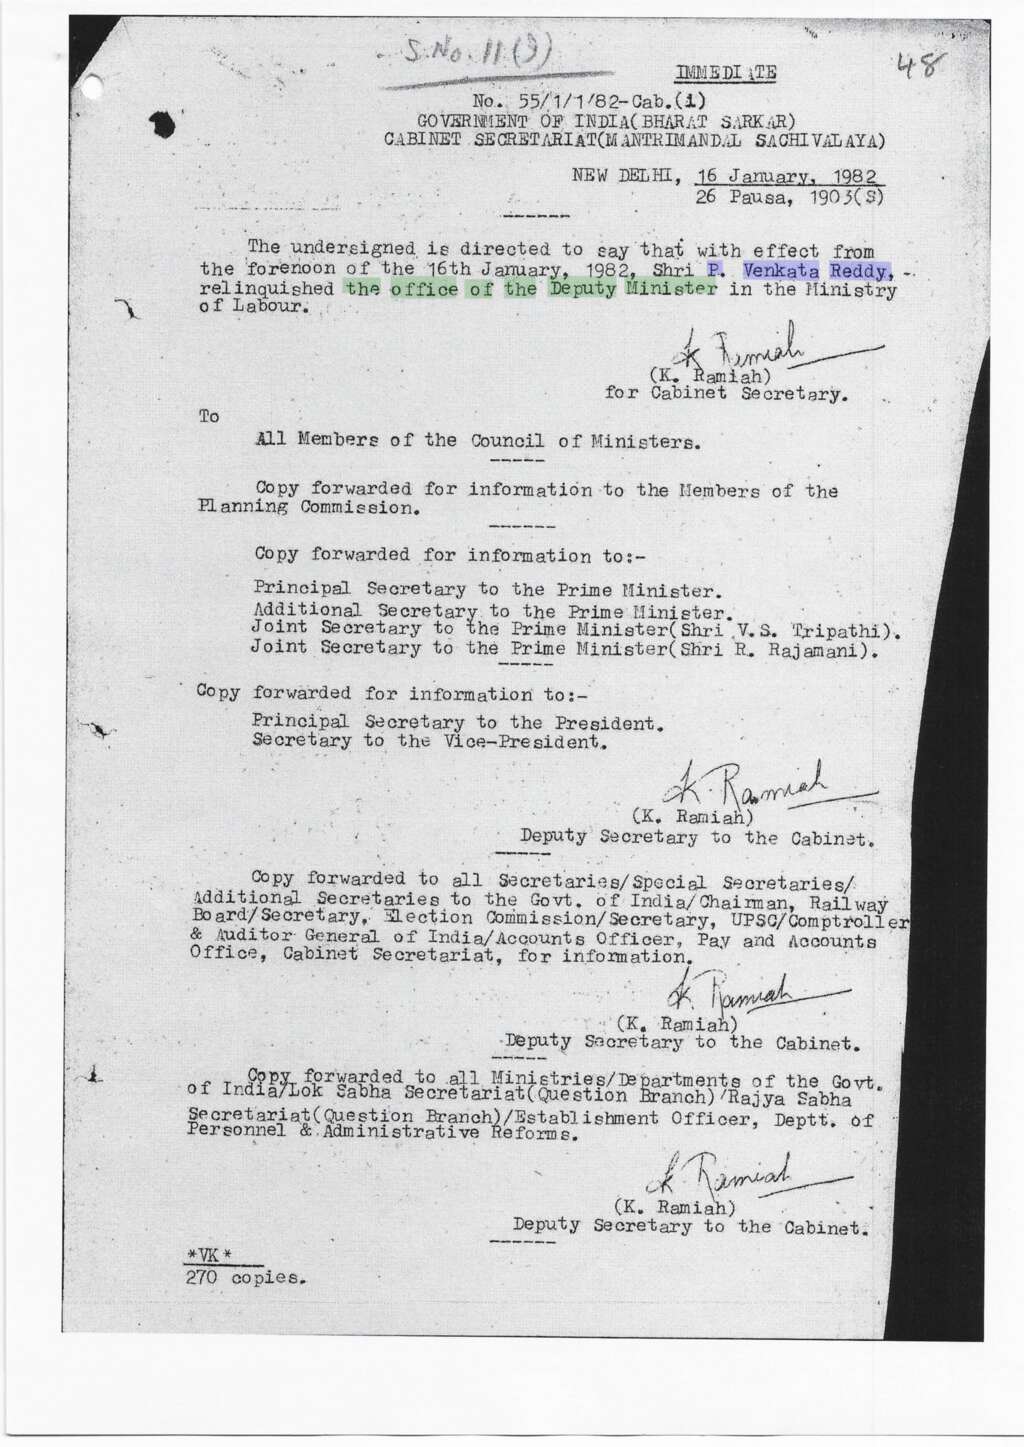 S.No. 11(9)
48
IMMEDIATE
No. 55/1/1/82-Cab.(i)
GOVERNMENT OF INDIA(BHARAT SARKAR)
CABINET SECRETARIAT(MANTRIMANDAL SACHIVALAYA)
NEW DELHI, 16 January, 1982
26 Pausa, 1903(S)
The undersigned is directed to say that with effect from
the forenoon of the 16th January, 1982, Shri P. Venkata Reddy,
relinquished the office of the Deputy Minister in the Ministry
of Labour.
K Ramiah
(K. Ramiah)
for Cabinet Secretary.
To
All Members of the Council of Ministers.
Copy forwarded for information to the Members of the
Planning Commission.
Copy forwarded for information to:-
Principal Secretary to the Prime Minister.
Additional Secretary to the Prime Minister.
Joint Secretary to the Prime Minister(Shri V.S. Tripathi).
Joint Secretary to the Prime Minister(Shri R. Rajamani).
Copy forwarded for information to:-
Principal Secretary to the President.
Secretary to the Vice-President.
K. Ramiah
(K. Ramiah)
Deputy Secretary to the Cabinet.
Copy forwarded to all Secretaries/Special Secretaries/
Additional Secretaries to the Govt. of India/Chairman, Railway
Board/Secretary, Election Commission/Secretary, UPSC/Comptroller
& Auditor General of India/Accounts Officer, Pay and Accounts
Office, Cabinet Secretariat, for information.
K. Ramiah
(K. Ramiah)
Deputy Secretary to the Cabinet.
Copy forwarded to all Ministries/Departments of the Govt.
of India/Lok Sabha Secretariat(Question Branch)/Rajya Sabha
Secretariat(Question Branch)/Establishment Officer, Deptt. of
Personnel & Administrative Reforms.
K. Ramiah
(K. Ramiah)
Deputy Secretary to the Cabinet.
*VK*
270 copies.